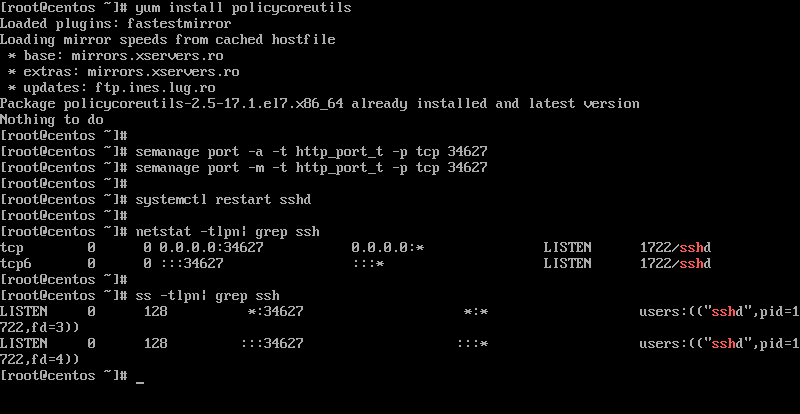 [root@centos ~]# yum install policycoreutils
Loaded plugins: fastestmirror
Loading mirror speeds from cached hostfile
 * base: mirrors.xservers.ro
 * extras: mirrors.xservers.ro
 * updates: ftp.ines.lug.ro
Package policycoreutils-2.5-17.1.el7.x86_64 already installed and latest version
Nothing to do
[root@centos ~]#
[root@centos ~]# semanage port -a -t http_port_t -p tcp 34627
[root@centos ~]# semanage port -m -t http_port_t -p tcp 34627
[root@centos ~]#
[root@centos ~]# systemctl restart sshd
[root@centos ~]#
[root@centos ~]# netstat -tlpn| grep ssh
tcp        0      0 0.0.0.0:34627           0.0.0.0:*               LISTEN      1722/sshd
tcp6       0      0 :::34627                :::*                    LISTEN      1722/sshd
[root@centos ~]#
[root@centos ~]# ss -tlpn| grep ssh
LISTEN     0      128          *:34627                    *:*                   users:(("sshd",pid=1
722,fd=3))
LISTEN     0      128         :::34627                   :::*                   users:(("sshd",pid=1
722,fd=4))
[root@centos ~]# _